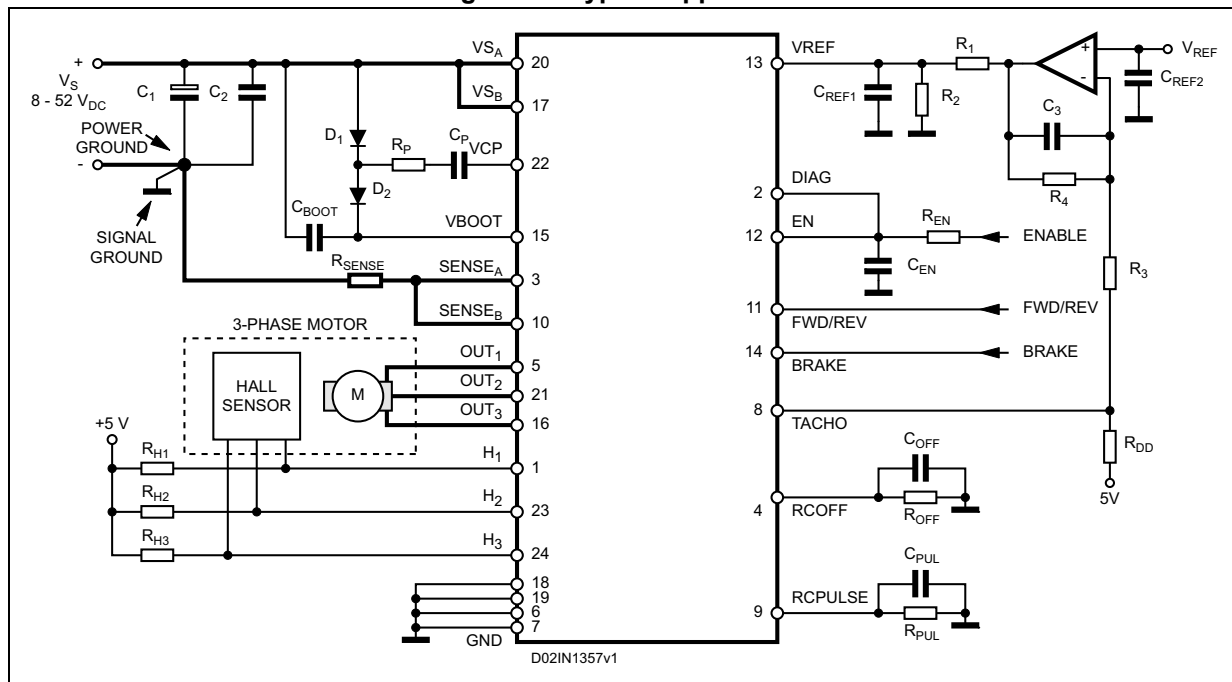 VS_A
20
VREF
13
R_1
+
-
V_REF
+
V_S
8 - 52 V_DC
C_1
C_2
VS_B
17
C_REF1
R_2
C_3
C_REF2
POWER
GROUND
-
D_1
R_P
C_P
VCP
22
R_4
D_2
DIAG
2
SIGNAL
GROUND
C_BOOT
VBOOT
15
EN
12
R_EN
ENABLE
R_SENSE
SENSE_A
3
C_EN
R_3
SENSE_B
10
11
FWD/REV
FWD/REV
3-PHASE MOTOR
HALL
SENSOR
M
OUT_1
5
14
BRAKE
BRAKE
OUT_2
21
OUT_3
16
8
TACHO
+5 V
R_H1
H_1
1
C_OFF
R_DD
5V
R_H2
H_2
23
4
RCOFF
R_OFF
R_H3
H_3
24
18
19
6
7
GND
C_PUL
RCPULSE
9
R_PUL
D02IN1357v1